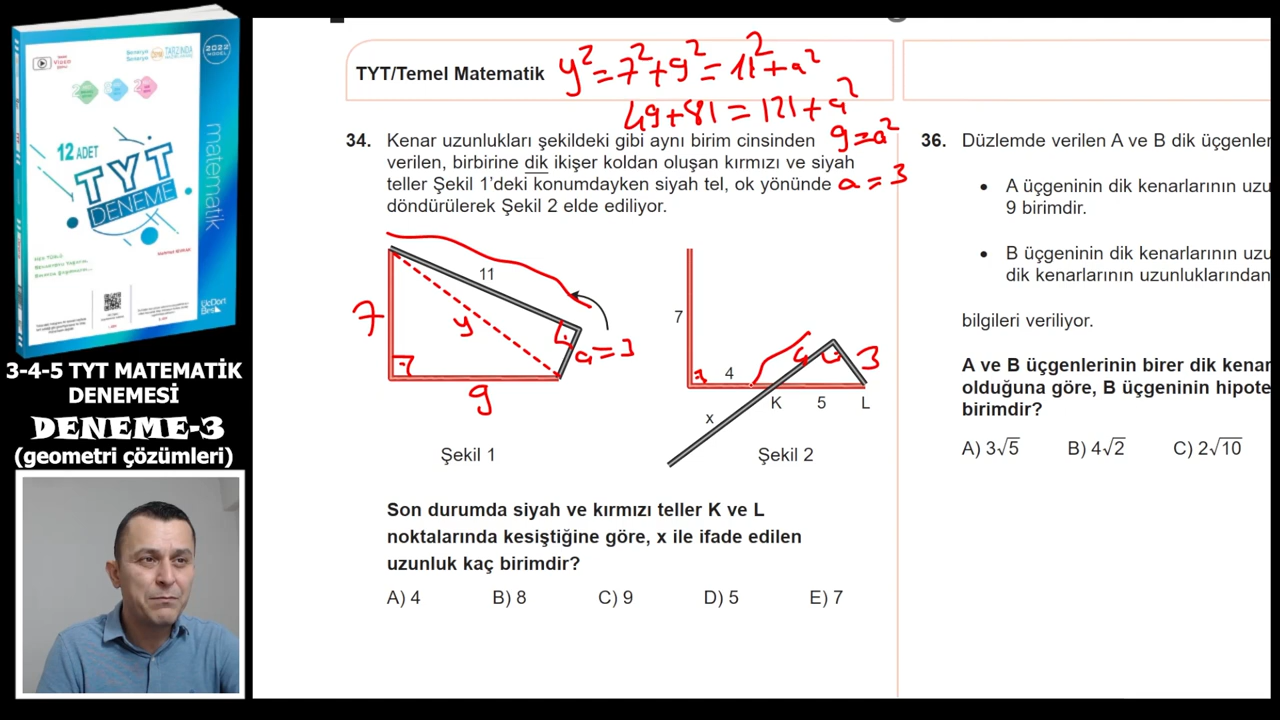 2022
MODEL
TARZINDA
matematik
12 ADET
TYT
DENEME
ÜcDört
Beş
3-4-5 TYT MATEMATİK
DENEMESİ
DENEME-3
(geometri çözümleri)
TYT/Temel Matematik
y² = 7² + 9² = 11² + a²
49 + 81 = 121 + a²
9 = a²
a = 3
34. Kenar uzunlukları şekildeki gibi aynı birim cinsinden
verilen, birbirine dik ikişer koldan oluşan kırmızı ve siyah
teller Şekil 1'deki konumdayken siyah tel, ok yönünde
döndürülerek Şekil 2 elde ediliyor.
11
7
y
a = 3
9
Şekil 1
7
4
4
3
K
5
L
x
Şekil 2
Son durumda siyah ve kırmızı teller K ve L
noktalarında kesiştiğine göre, x ile ifade edilen
uzunluk kaç birimdir?
A) 4 B) 8 C) 9 D) 5 E) 7
36. Düzlemde verilen A ve B dik üçgenler
• A üçgeninin dik kenarlarının uzu
9 birimdir.
• B üçgeninin dik kenarlarının uzu
dik kenarlarının uzunluklarından
bilgileri veriliyor.
A ve B üçgenlerinin birer dik kenar
olduğuna göre, B üçgeninin hipote
birimdir?
A) 3√5 B) 4√2 C) 2√10